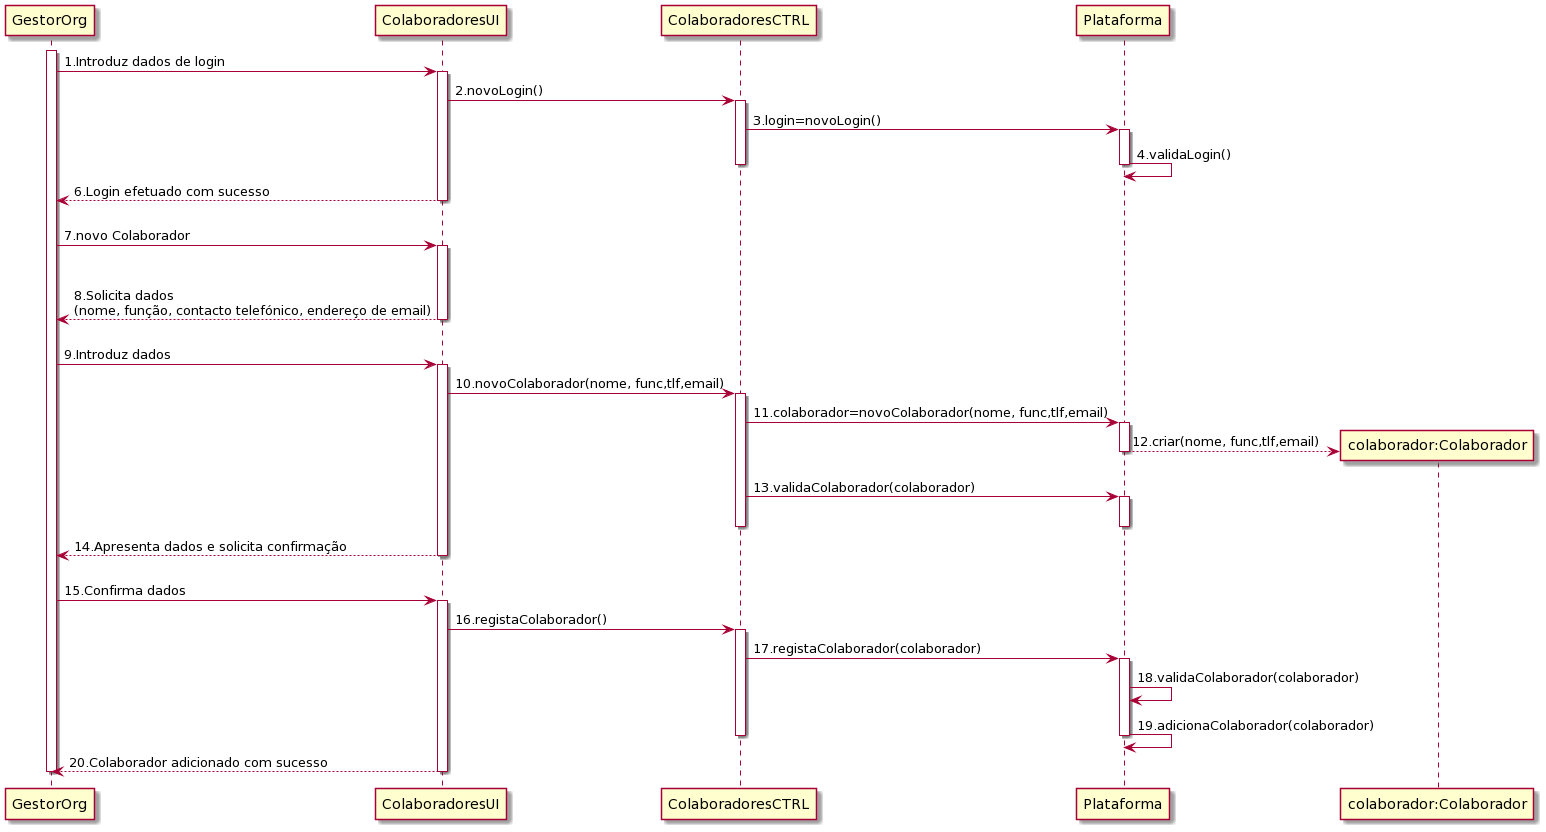 GestorOrg
ColaboradoresUI
ColaboradoresCTRL
Plataforma
1.Introduz dados de login
2.novoLogin()
3.login=novoLogin()
4.validaLogin()
6.Login efetuado com sucesso
7.novo Colaborador
8.Solicita dados
(nome, função, contacto telefónico, endereço de email)
9.Introduz dados
10.novoColaborador(nome, func,tlf,email)
11.colaborador=novoColaborador(nome, func,tlf,email)
12.criar(nome, func,tlf,email)
colaborador:Colaborador
13.validaColaborador(colaborador)
14.Apresenta dados e solicita confirmação
15.Confirma dados
16.registaColaborador()
17.registaColaborador(colaborador)
18.validaColaborador(colaborador)
19.adicionaColaborador(colaborador)
20.Colaborador adicionado com sucesso
GestorOrg
ColaboradoresUI
ColaboradoresCTRL
Plataforma
colaborador:Colaborador